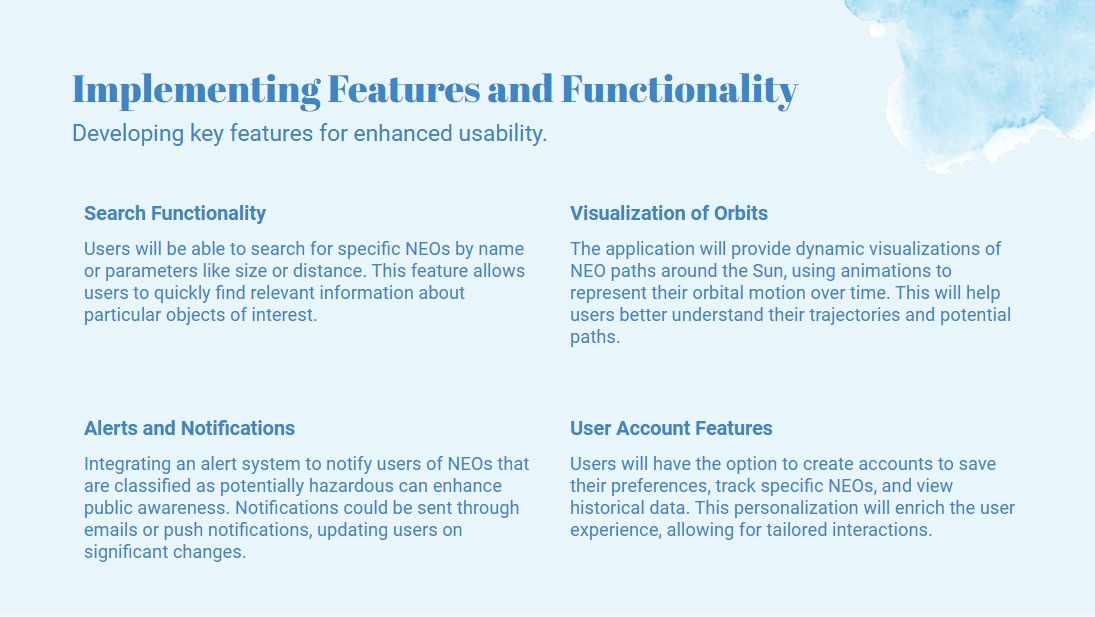 Implementing Features and Functionality
Developing key features for enhanced usability.
Search Functionality
Users will be able to search for specific NEOs by name
or parameters like size or distance. This feature allows
users to quickly find relevant information about
particular objects of interest.
Visualization of Orbits
The application will provide dynamic visualizations of
NEO paths around the Sun, using animations to
represent their orbital motion over time. This will help
users better understand their trajectories and potential
paths.
Alerts and Notifications
Integrating an alert system to notify users of NEOs that
are classified as potentially hazardous can enhance
public awareness. Notifications could be sent through
emails or push notifications, updating users on
significant changes.
User Account Features
Users will have the option to create accounts to save
their preferences, track specific NEOs, and view
historical data. This personalization will enrich the user
experience, allowing for tailored interactions.